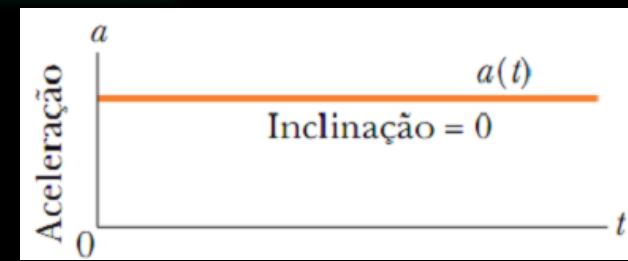 a
a(t)
Inclinação = 0
Aceleração
0
t